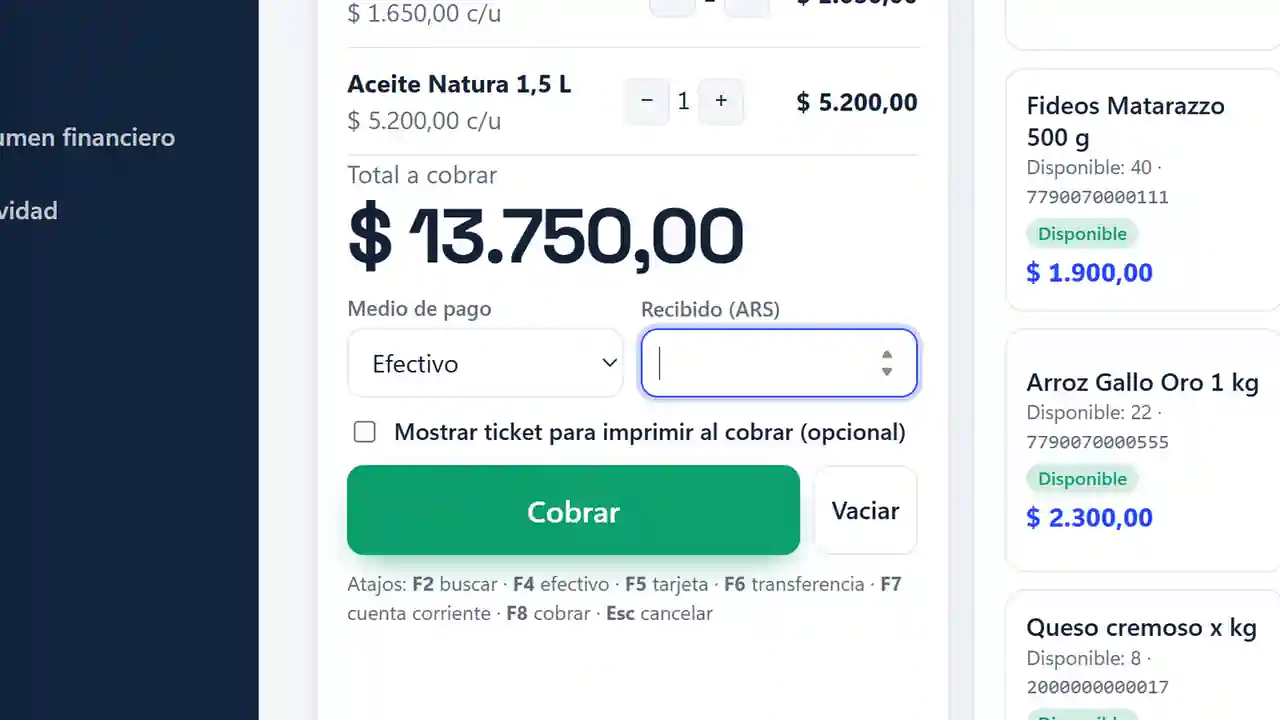 $ 1.650,00 c/u
Aceite Natura 1,5 L
− 1 +
$ 5.200,00
$ 5.200,00 c/u
Total a cobrar
$ 13.750,00
Medio de pago
Recibido (ARS)
Efectivo
Mostrar ticket para imprimir al cobrar (opcional)
Cobrar
Vaciar
Atajos: F2 buscar · F4 efectivo · F5 tarjeta · F6 transferencia · F7
cuenta corriente · F8 cobrar · Esc cancelar
financiero
Fideos Matarazzo
500 g
Disponible: 40 ·
7790070000111
Disponible
$ 1.900,00
Arroz Gallo Oro 1 kg
Disponible: 22 ·
7790070000555
Disponible
$ 2.300,00
Queso cremoso x kg
Disponible: 8 ·
2000000000017